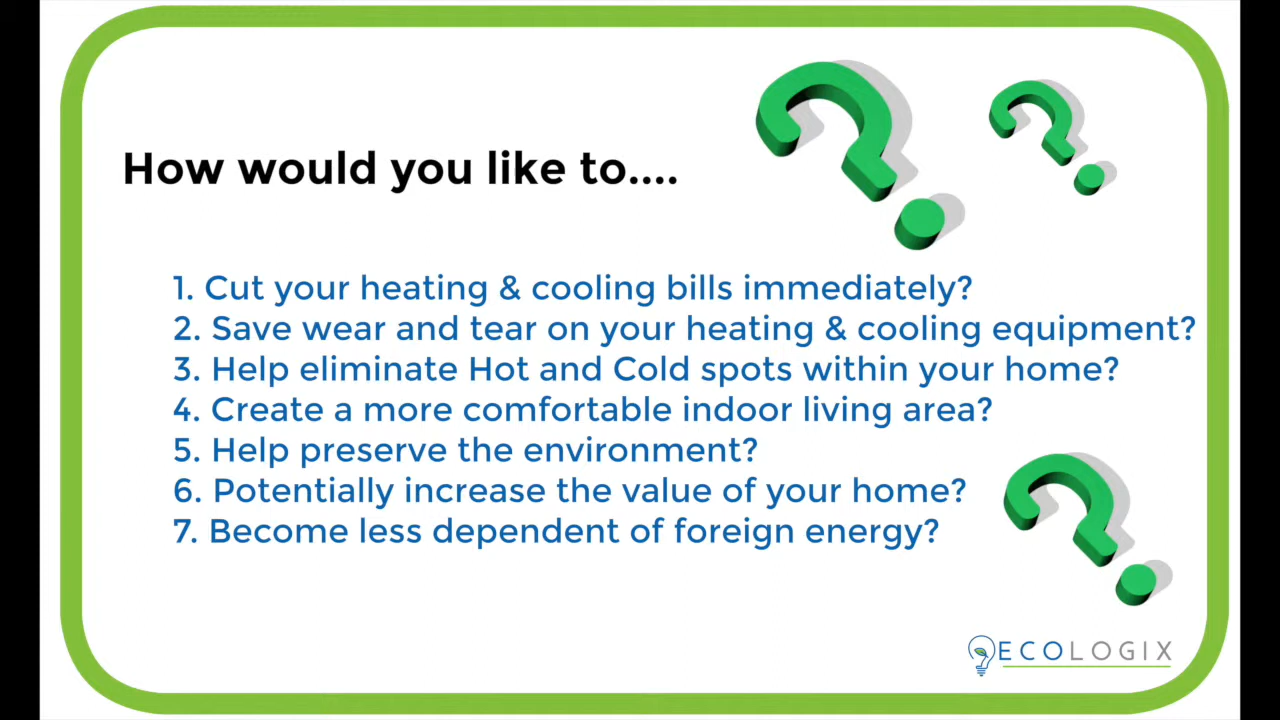 How would you like to....
1. Cut your heating & cooling bills immediately?
2. Save wear and tear on your heating & cooling equipment?
3. Help eliminate Hot and Cold spots within your home?
4. Create a more comfortable indoor living area?
5. Help preserve the environment?
6. Potentially increase the value of your home?
7. Become less dependent of foreign energy?
ECOLOGIX